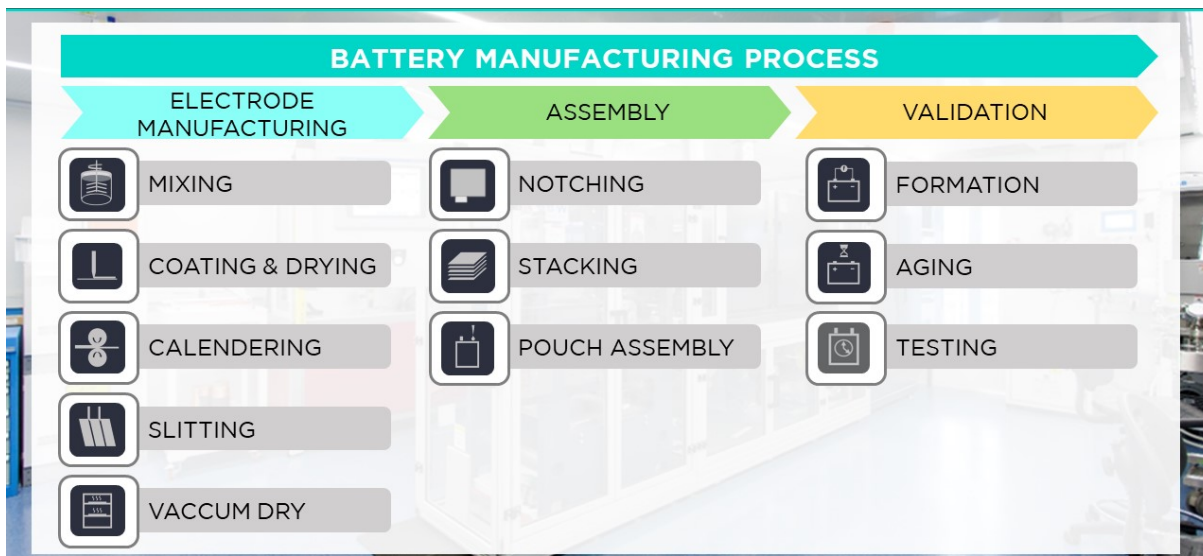 BATTERY MANUFACTURING PROCESS
ELECTRODE
MANUFACTURING
MIXING
COATING & DRYING
CALENDERING
SLITTING
VACCUM DRY
ASSEMBLY
NOTCHING
STACKING
POUCH ASSEMBLY
VALIDATION
FORMATION
AGING
TESTING